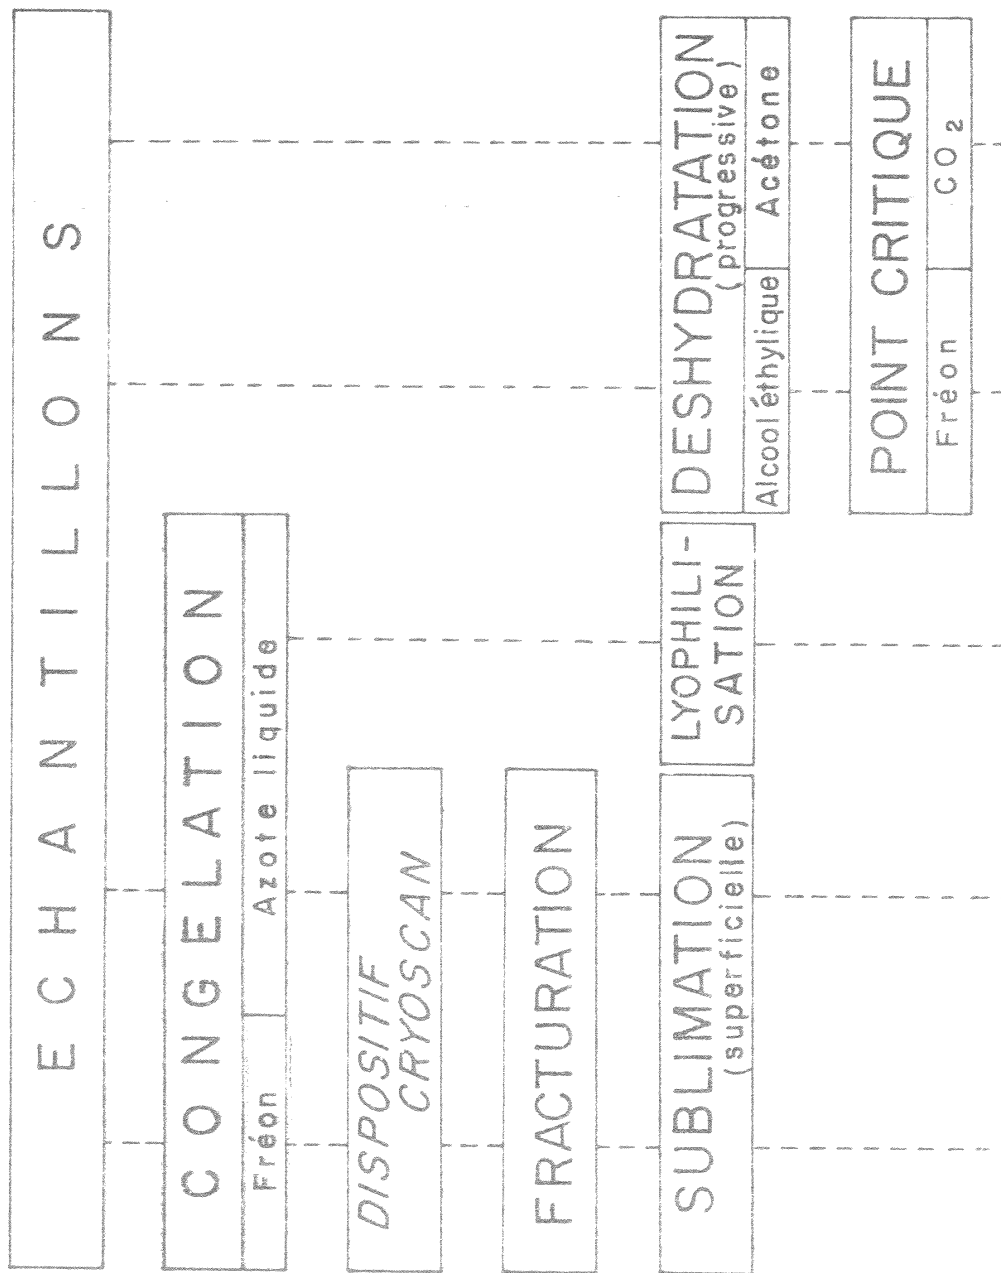 ECHANTILLONS
CONGELATION
Fréon
Azote liquide
DISPOSITIF
CRYOSCAN
FRACTURATION
SUBLIMATION
(superficielle)
LYOPHILI-
SATION
DESHYDRATATION
(progressive)
Alcool éthylique
Acétone
POINT CRITIQUE
Fréon
CO₂